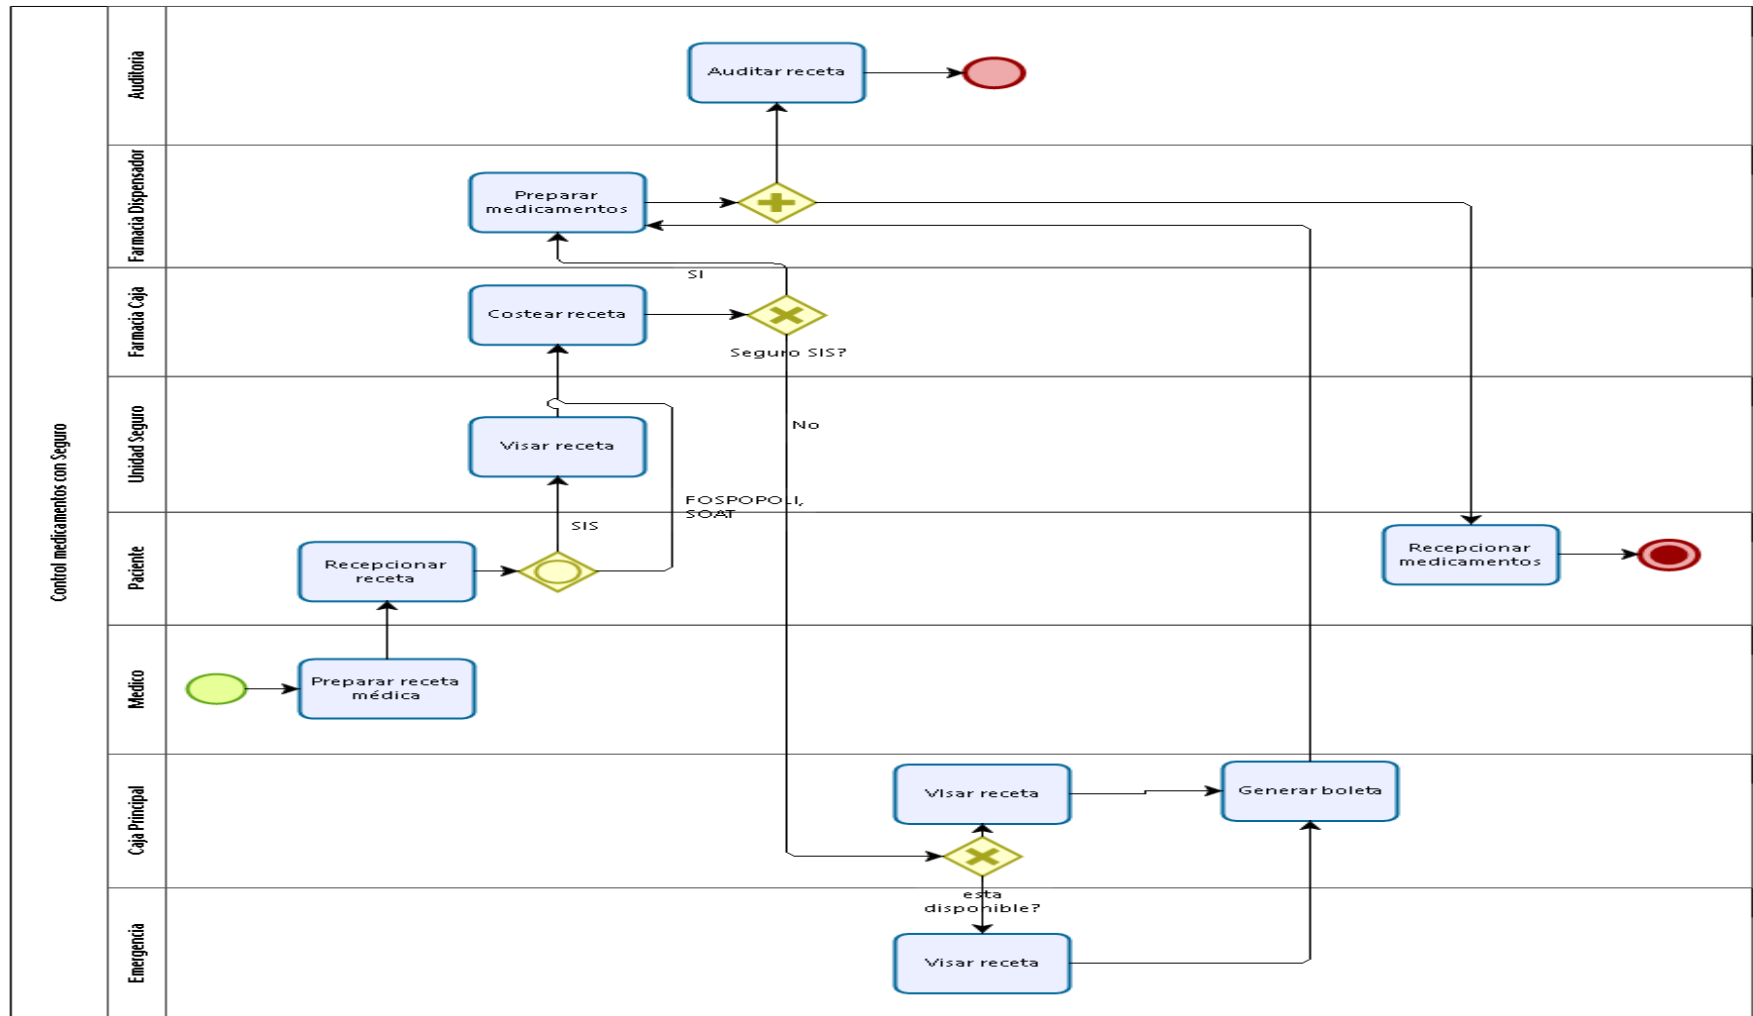 Control medicamentos con Seguro
Auditoria
Auditar receta
Farmacia Dispensador
Preparar
medicamentos
SI
Farmacia Caja
Costear receta
Seguro SIS?
Unidad Seguro
No
Visar receta
FOSPOPOLI,
SOAT
SIS
Paciente
Recepcionar
receta
Recepcionar
medicamentos
Medico
Preparar receta
médica
Caja Principal
VIsar receta
Generar boleta
esta
disponible?
Emergencia
Visar receta